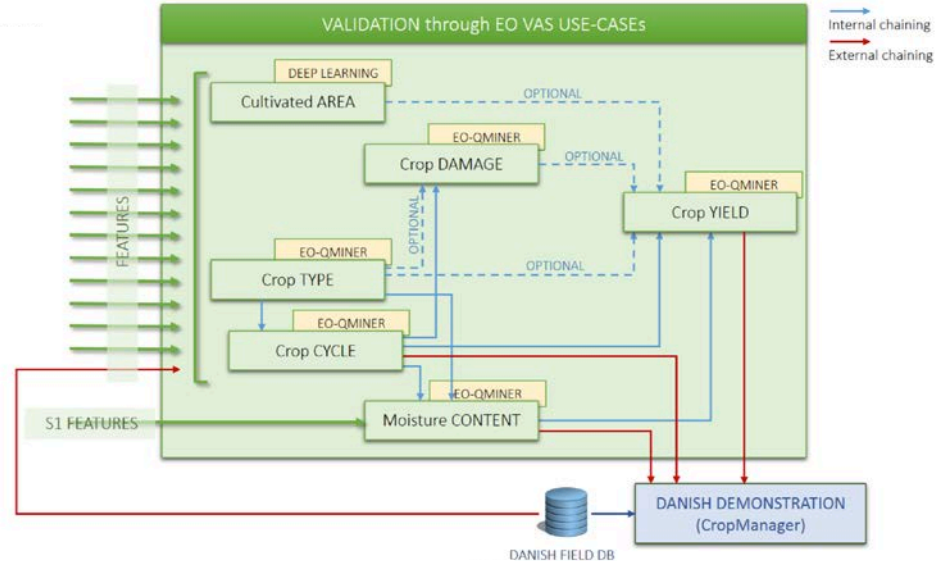 VALIDATION through EO VAS USE-CASEs
Internal chaining
External chaining
DEEP LEARNING
Cultivated AREA
OPTIONAL
EO-QMINER
Crop DAMAGE
OPTIONAL
EO-QMINER
Crop YIELD
FEATURES
OPTIONAL
EO-QMINER
Crop TYPE
OPTIONAL
EO-QMINER
Crop CYCLE
EO-QMINER
Moisture CONTENT
S1 FEATURES
DANISH DEMONSTRATION
(CropManager)
DANISH FIELD DB